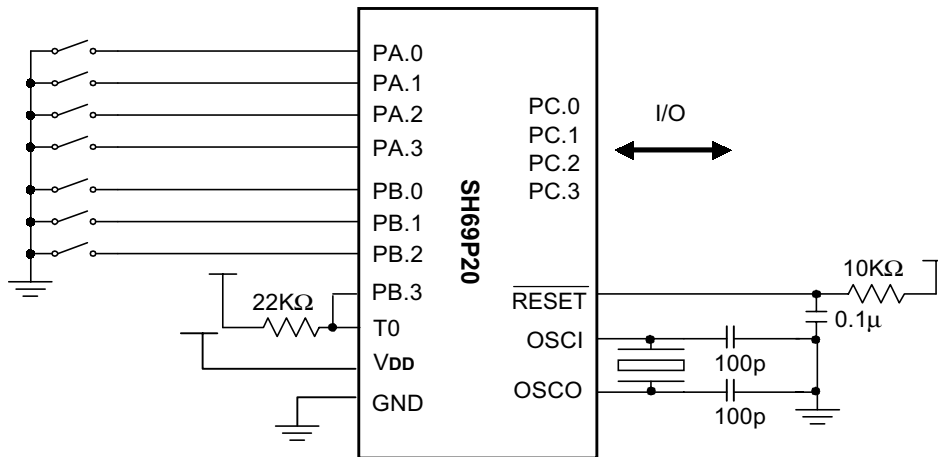 PA.0
PA.1
PA.2
PA.3
PB.0
PB.1
PB.2
PB.3
22KΩ
T0
VDD
GND
SH69P20
PC.0
PC.1
PC.2
PC.3
I/O
RESET
OSCI
OSCO
10KΩ
0.1μ
100p
100p